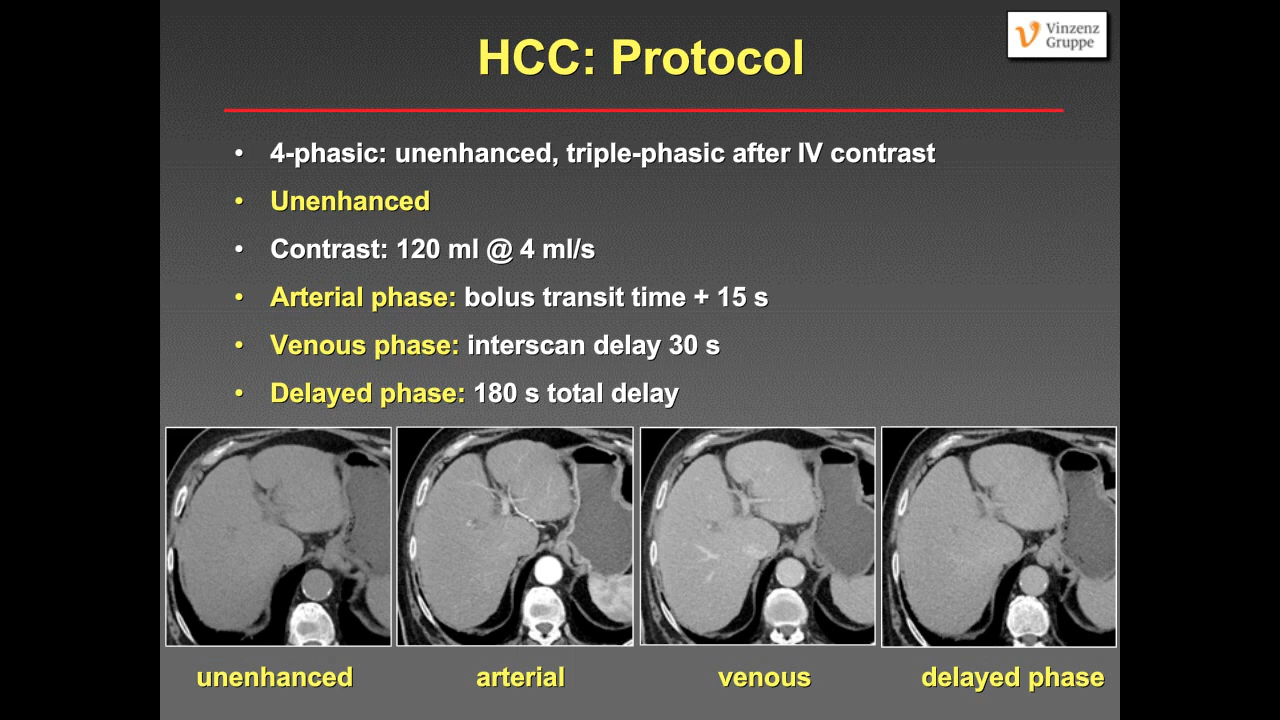 HCC: Protocol
Vinzenz
Gruppe
• 4-phasic: unenhanced, triple-phasic after IV contrast
• Unenhanced
• Contrast: 120 ml @ 4 ml/s
• Arterial phase: bolus transit time + 15 s
• Venous phase: interscan delay 30 s
• Delayed phase: 180 s total delay
unenhanced
arterial
venous
delayed phase